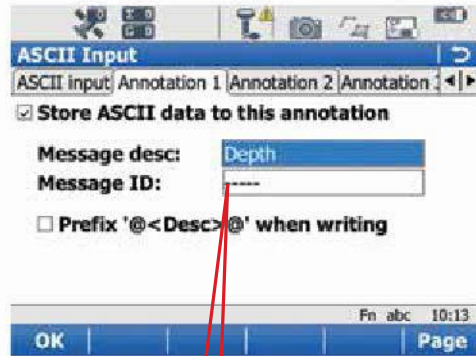 ASCII Input
ASCII input Annotation 1 Annotation 2 Annotation
Store ASCII data to this annotation
Message desc: Depth
Message ID: -----
Prefix '@<Desc>@' when writing
Fn abc 10:13
OK Page